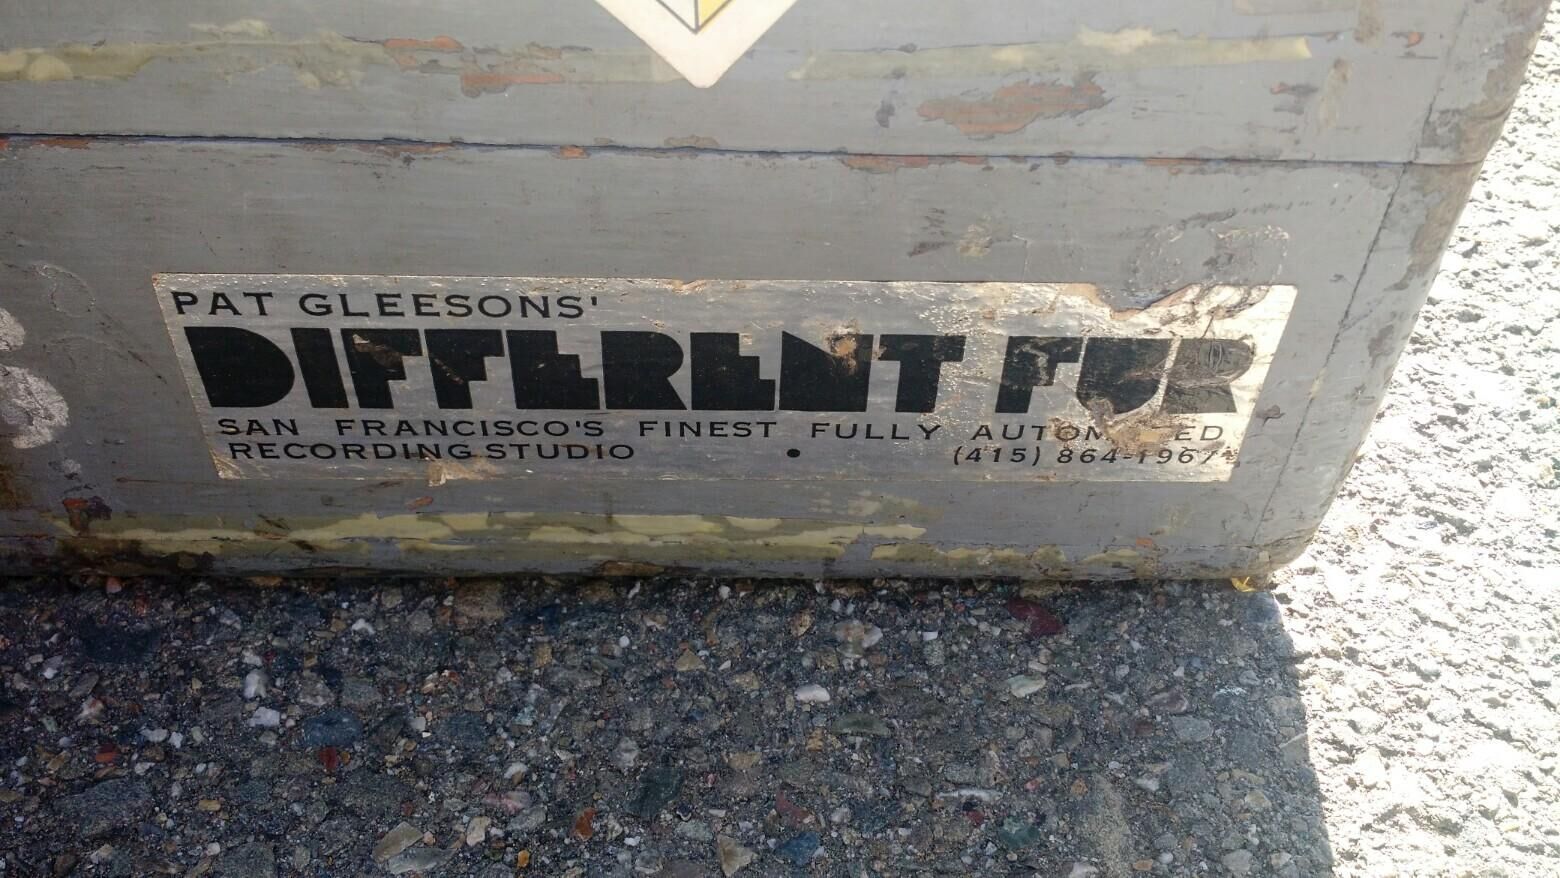 PAT GLEESONS'
DIFFERENT FUR
SAN FRANCISCO'S FINEST FULLY AUTOMATED
RECORDING STUDIO • (415) 864-1967